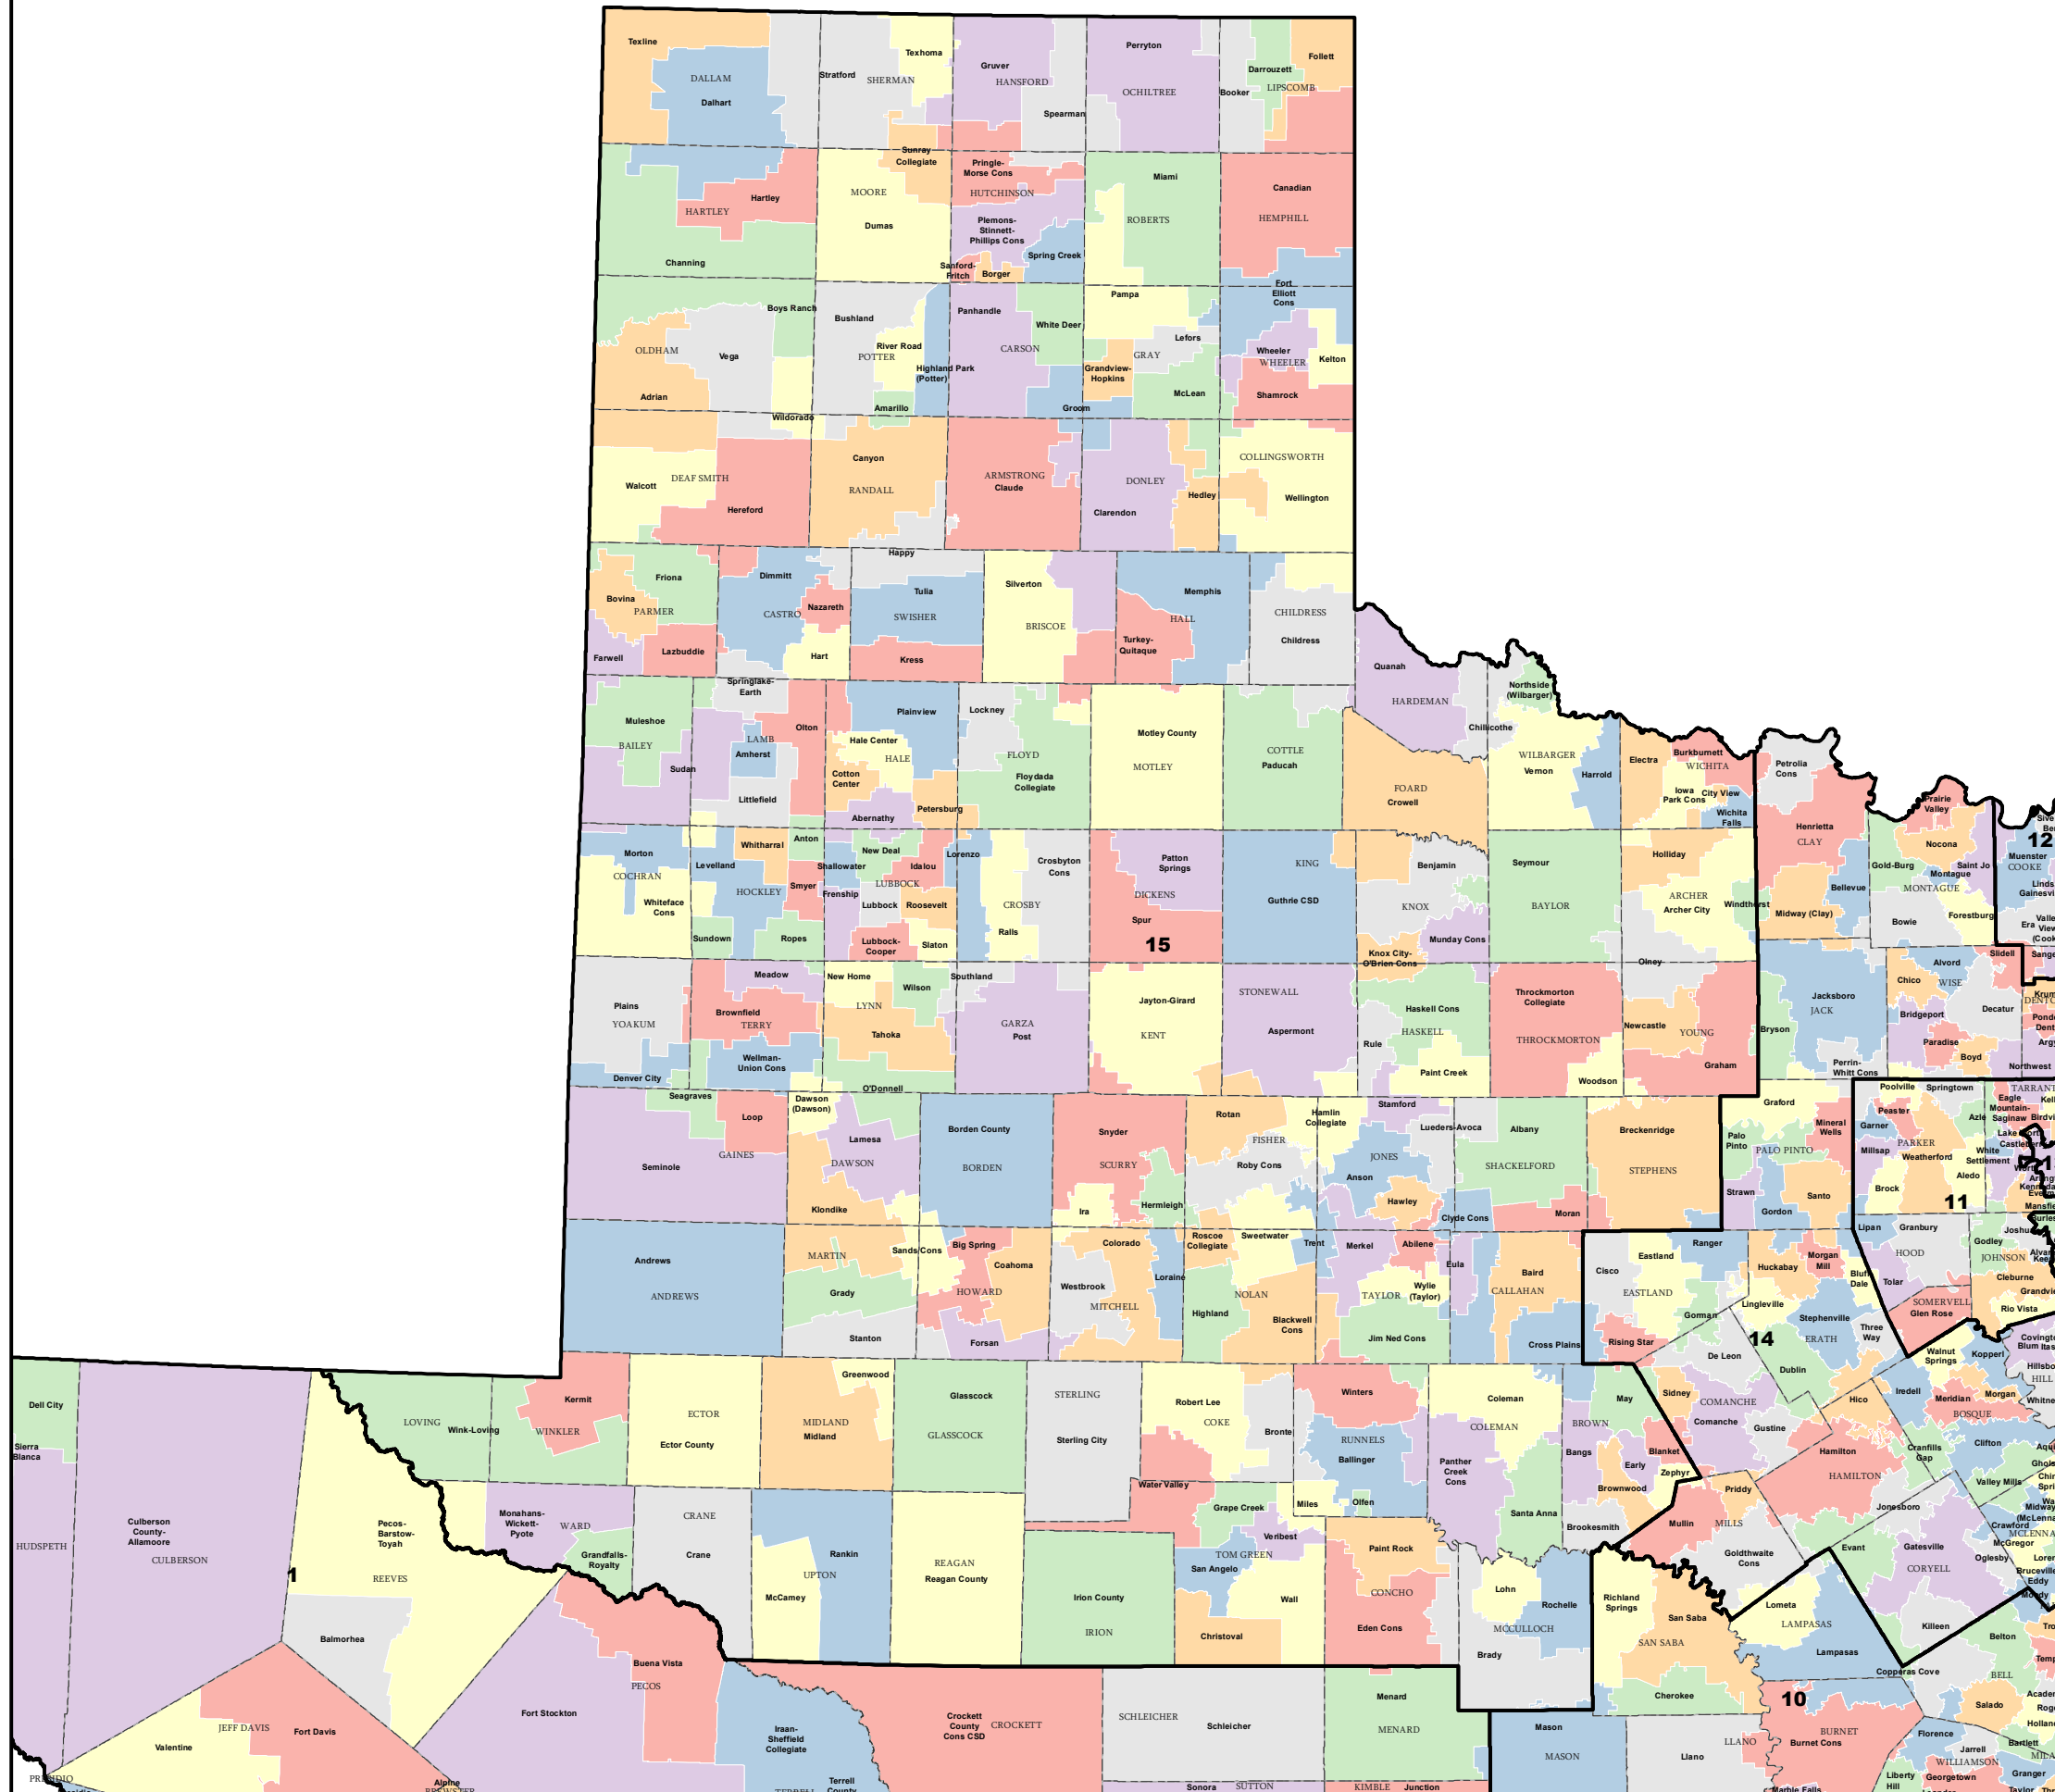 Texline
DALLAM
Dalhart
Stratford
SHERMAN
Texhoma
Gruver
HANSFORD
Spearman
Perryton
OCHILTREE
Booker
Darrouzett
LIPSCOMB
Follett
Sunray
Collegiate
MOORE
Dumas
Hartley
HARTLEY
Channing
Pringle-
Morse Cons
HUTCHINSON
Plemons-
Stinnett-
Phillips Cons
Spring Creek
Sanford-
Fritch
Borger
Miami
ROBERTS
Canadian
HEMPHILL
Fort
Elliott
Cons
Boys Ranch
OLDHAM
Vega
Adrian
Wildorado
Bushland
River Road
POTTER
Highland Park
(Potter)
Amarillo
Panhandle
White Deer
CARSON
Groom
Pampa
Lefors
GRAY
Grandview-
Hopkins
McLean
Wheeler
WHEELER
Kelton
Shamrock
Walcott
DEAF SMITH
Hereford
Canyon
RANDALL
ARMSTRONG
Claude
DONLEY
Clarendon
Hedley
COLLINGSWORTH
Wellington
Friona
Bovina
PARMER
Farwell
Lazbuddie
Dimmitt
CASTRO
Nazareth
Hart
Happy
Tulia
SWISHER
Kress
Silverton
BRISCOE
Memphis
HALL
Turkey-
Quitaque
CHILDRESS
Childress
Quanah
HARDEMAN
Chillicothe
Northside
(Wilbarger)
WILBARGER
Vernon
Harrold
Electra
Burkburnett
WICHITA
Iowa
Park Cons
City View
Wichita
Falls
Petrolia
Cons
Henrietta
CLAY
Bellevue
Midway (Clay)
Muleshoe
BAILEY
Sudan
Springlake-
Earth
Olton
LAMB
Amherst
Littlefield
Plainview
Hale Center
HALE
Cotton
Center
Abernathy
Petersburg
Lockney
FLOYD
Floydada
Collegiate
Motley County
MOTLEY
COTTLE
Paducah
FOARD
Crowell
Prairie
Valley
Nocona
Saint Jo
Gold-Burg
Montague
MONTAGUE
Bowie
Forestburg
12
Muenster
COOKE
Era
Morton
COCHRAN
Whiteface
Cons
Levelland
Whitharral
Anton
HOCKLEY
Smyer
Sundown
Ropes
Shallowater
New Deal
Idalou
LUBBOCK
Frenship
Lubbock
Roosevelt
Lubbock-
Cooper
Slaton
Lorenzo
Crosbyton
Cons
CROSBY
Ralls
Patton
Springs
DICKENS
Spur
15
KING
Guthrie CSD
Benjamin
KNOX
Munday Cons
Knox City-
O'Brien Cons
Seymour
BAYLOR
Holliday
ARCHER
Archer City
Windthorst
Olney
Plains
YOAKUM
Denver City
Meadow
Brownfield
TERRY
Wellman-
Union Cons
New Home
Wilson
LYNN
Tahoka
O'Donnell
Southland
GARZA
Post
Jayton-Girard
KENT
STONEWALL
Aspermont
Haskell Cons
HASKELL
Rule
Paint Creek
Throckmorton
Collegiate
THROCKMORTON
Woodson
Newcastle
YOUNG
Graham
Bryson
Jacksboro
JACK
Perrin-
Whitt Cons
Chico
Alvord
WISE
Slidell
Decatur
Bridgeport
Paradise
Boyd
Northwest
Seagraves
Loop
Seminole
GAINES
Dawson
(Dawson)
Lamesa
DAWSON
Klondike
Borden County
BORDEN
Snyder
SCURRY
Ira
Hermleigh
Rotan
FISHER
Roby Cons
Hamlin
Collegiate
Stamford
Lueders-Avoca
JONES
Anson
Hawley
Clyde Cons
Albany
SHACKELFORD
Moran
Breckenridge
STEPHENS
Graford
Palo
Pinto
PALO PINTO
Mineral
Wells
Strawn
Santo
Gordon
Poolville
Springtown
Peaster
Garner
PARKER
Azle
Millsap
Weatherford
Aledo
Brock
11
TARRANT
Eagle
Mountain-
Saginaw
White
Settlement
Andrews
ANDREWS
MARTIN
Sands Cons
Grady
Stanton
Big Spring
Coahoma
HOWARD
Forsan
Colorado
Westbrook
MITCHELL
Loraine
Roscoe
Collegiate
Sweetwater
Highland
NOLAN
Blackwell
Cons
Trent
Merkel
Abilene
Wylie
(Taylor)
TAYLOR
Jim Ned Cons
Eula
Baird
CALLAHAN
Cross Plains
Cisco
Eastland
Ranger
EASTLAND
Gorman
Rising Star
Huckabay
Morgan
Mill
Bluff
Dale
Lingleville
Stephenville
14
ERATH
Three
Way
Dublin
De Leon
Lipan
Granbury
HOOD
Tolar
SOMERVELL
Glen Rose
Godley
JOHNSON
Cleburne
Rio Vista
Dell City
Sierra
Blanca
HUDSPETH
Culberson
County-
Allamoore
CULBERSON
1
LOVING
Wink-Loving
Kermit
WINKLER
ECTOR
Ector County
Greenwood
MIDLAND
Midland
Glasscock
GLASSCOCK
STERLING
Sterling City
Robert Lee
COKE
Bronte
Water Valley
Winters
RUNNELS
Ballinger
Olfen
Miles
Coleman
COLEMAN
Panther
Creek
Cons
Santa Anna
BROWN
May
Bangs
Early
Blanket
Zephyr
Brownwood
Brookesmith
Sidney
COMANCHE
Comanche
Gustine
Hico
Hamilton
HAMILTON
Priddy
Mullin
MILLS
Goldthwaite
Cons
Walnut
Springs
Kopperl
Iredell
Meridian
Morgan
BOSQUE
Clifton
Cranfills
Gap
Valley Mills
Jonesboro
Evant
Gatesville
Oglesby
CORYELL
Crawford
McGregor
Killeen
Copperas Cove
Belton
BELL
Salado
Pecos-
Barstow-
Toyah
REEVES
Balmorhea
Monahans-
Wickett-
Pyote
WARD
Grandfalls-
Royalty
CRANE
Crane
Rankin
UPTON
McCamey
REAGAN
Reagan County
Irion County
IRION
Grape Creek
Veribest
TOM GREEN
San Angelo
Wall
Christoval
Paint Rock
CONCHO
Eden Cons
Lohn
Rochelle
MCCULLOCH
Brady
Richland
Springs
San Saba
SAN SABA
Cherokee
Lometa
LAMPASAS
Lampasas
10
BURNET
Burnet Cons
Marble Falls
Florence
Jarrell
WILLIAMSON
Georgetown
Bartlett
Granger
Liberty
Hill
Valentine
JEFF DAVIS
Fort Davis
Alpine
BREWSTER
Fort Stockton
Buena Vista
PECOS
Iraan-
Sheffield
Collegiate
Terrell
County
Crockett
County
Cons CSD
CROCKETT
SCHLEICHER
Schleicher
Sonora
SUTTON
Menard
MENARD
KIMBLE
Junction
Mason
MASON
Llano
LLANO